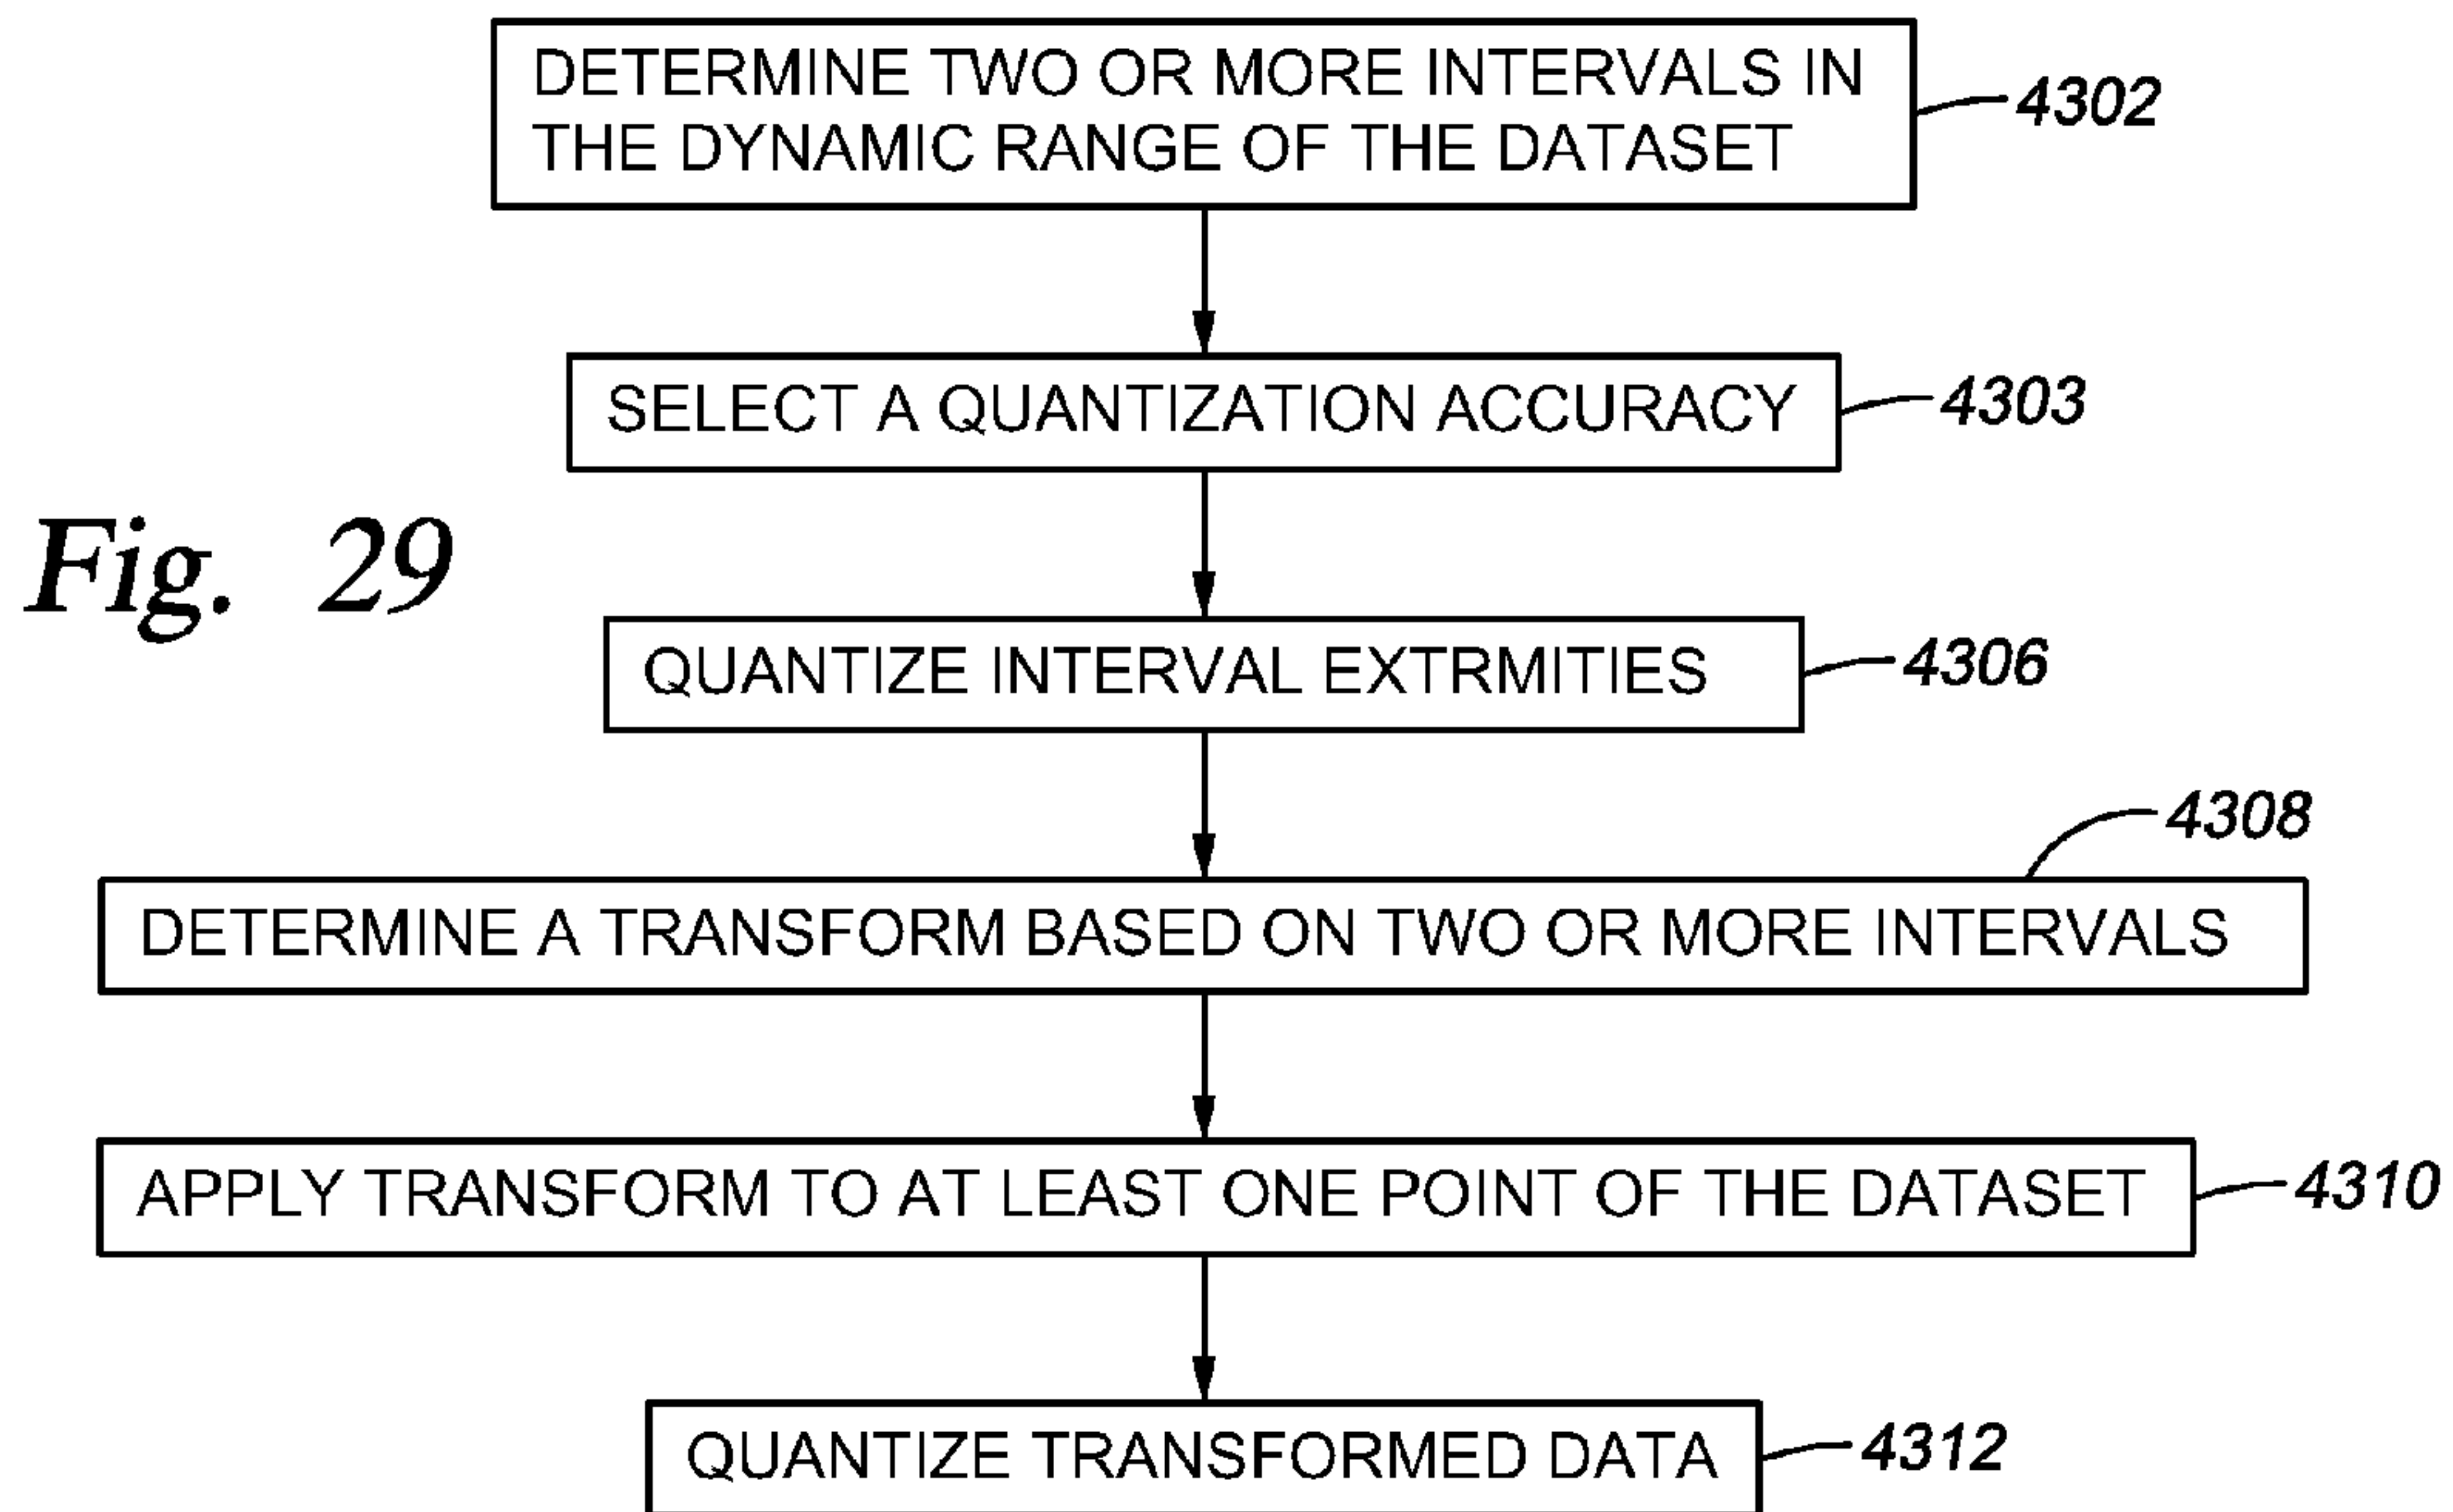 DETERMINE TWO OR MORE INTERVALS IN
THE DYNAMIC RANGE OF THE DATASET
4302
SELECT A QUANTIZATION ACCURACY
4303
Fig. 29
QUANTIZE INTERVAL EXTRMITIES
4306
4308
DETERMINE A TRANSFORM BASED ON TWO OR MORE INTERVALS
APPLY TRANSFORM TO AT LEAST ONE POINT OF THE DATASET
4310
QUANTIZE TRANSFORMED DATA
4312